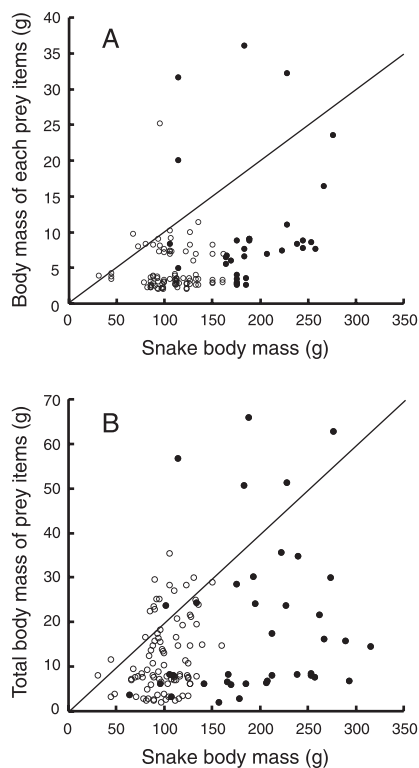 A
Body mass of each prey items (g)
40
35
30
25
20
15
10
5
0
0 50 100 150 200 250 300 350
Snake body mass (g)
B
Total body mass of prey items (g)
70
60
50
40
30
20
10
0
0 50 100 150 200 250 300 350
Snake body mass (g)